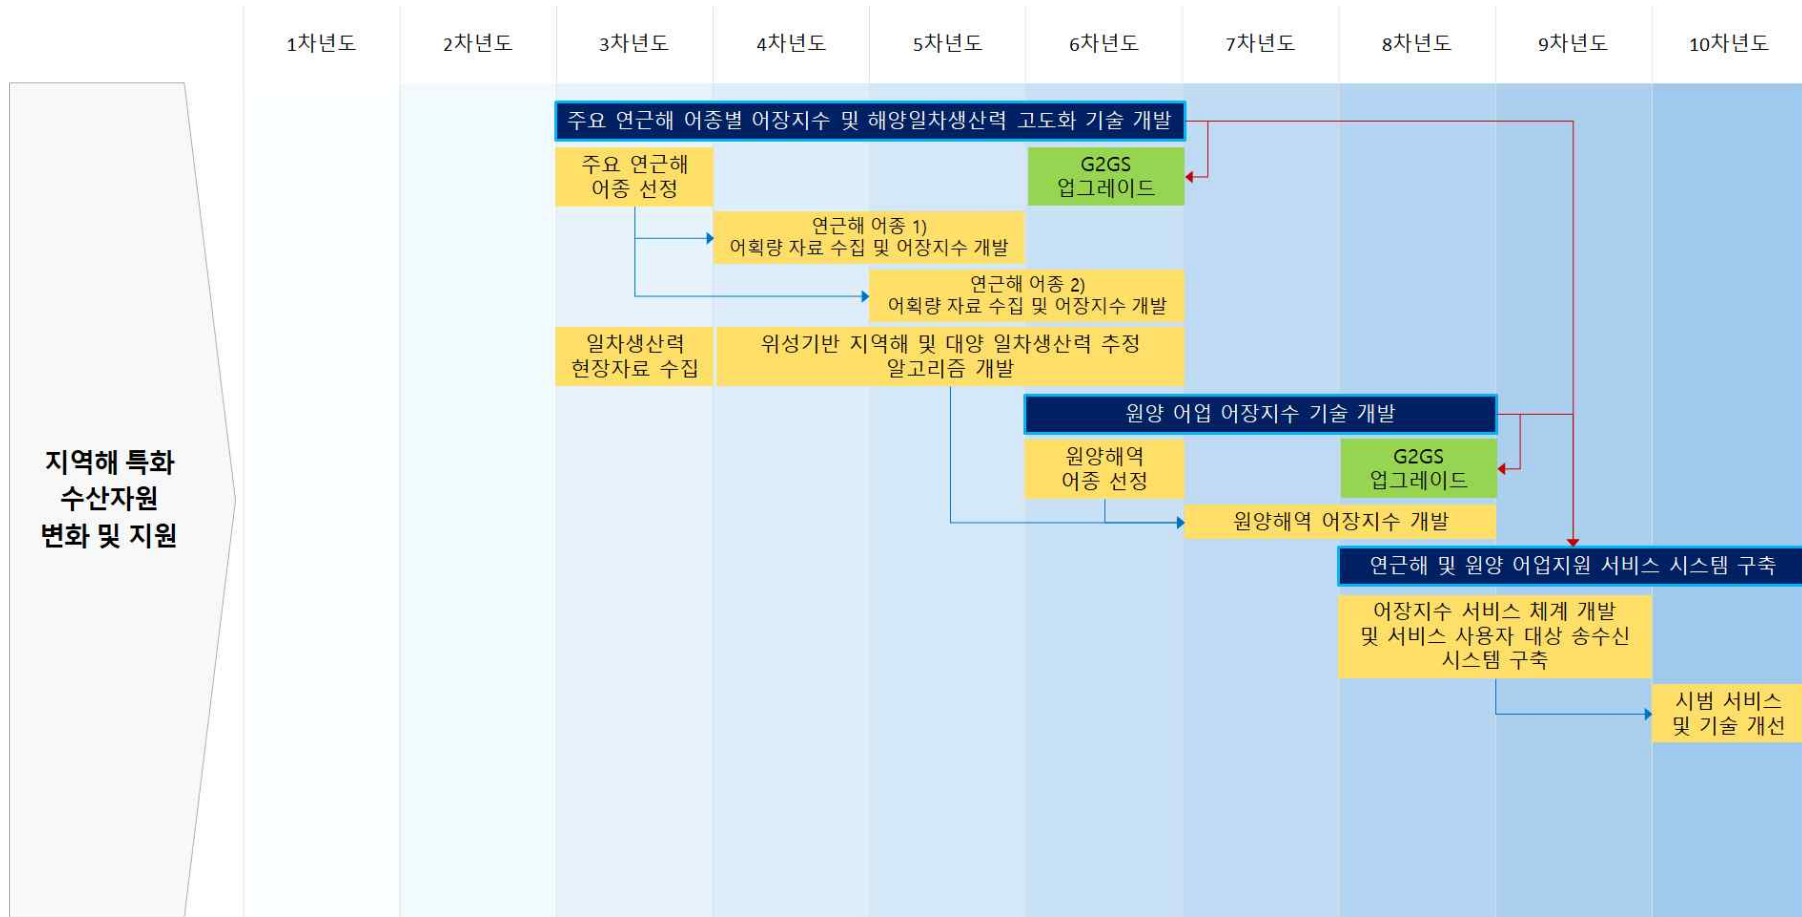 1차년도
2차년도
3차년도
4차년도
5차년도
6차년도
7차년도
8차년도
9차년도
10차년도
지역해 특화
수산자원
변화 및 지원
주요 연근해 어종별 어장지수 및 해양일차생산력 고도화 기술 개발
주요 연근해
어종 선정
G2GS
업그레이드
연근해 어종 1)
어획량 자료 수집 및 어장지수 개발
연근해 어종 2)
어획량 자료 수집 및 어장지수 개발
일차생산력
현장자료 수집
위성기반 지역해 및 대양 일차생산력 추정
알고리즘 개발
원양 어업 어장지수 기술 개발
원양해역
어종 선정
G2GS
업그레이드
원양해역 어장지수 개발
연근해 및 원양 어업지원 서비스 시스템 구축
어장지수 서비스 체계 개발
및 서비스 사용자 대상 송수신
시스템 구축
시범 서비스
및 기술 개선